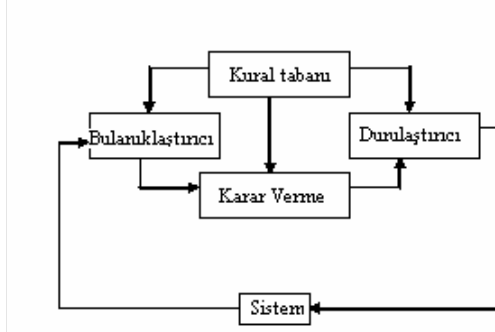 Kural tabanı
Bulanıklaştırıcı
Durulaştırıcı
Karar Verme
Sistem